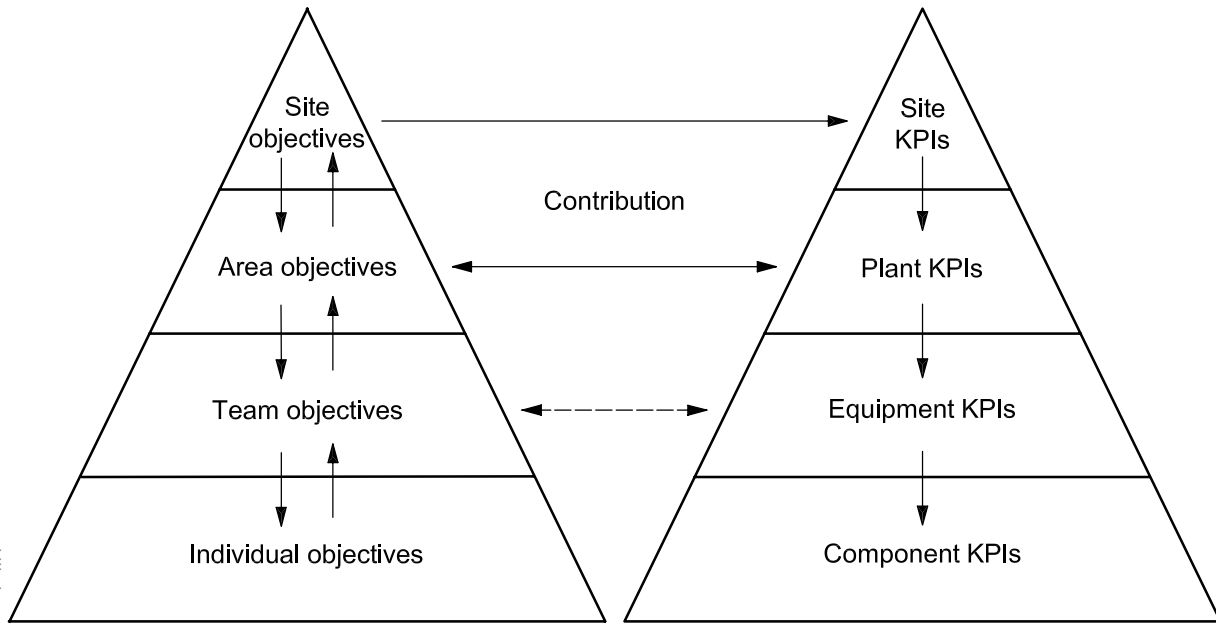 Site
objectives
Site
KPIs
Contribution
Area objectives
Plant KPIs
Team objectives
Equipment KPIs
Individual objectives
Component KPIs